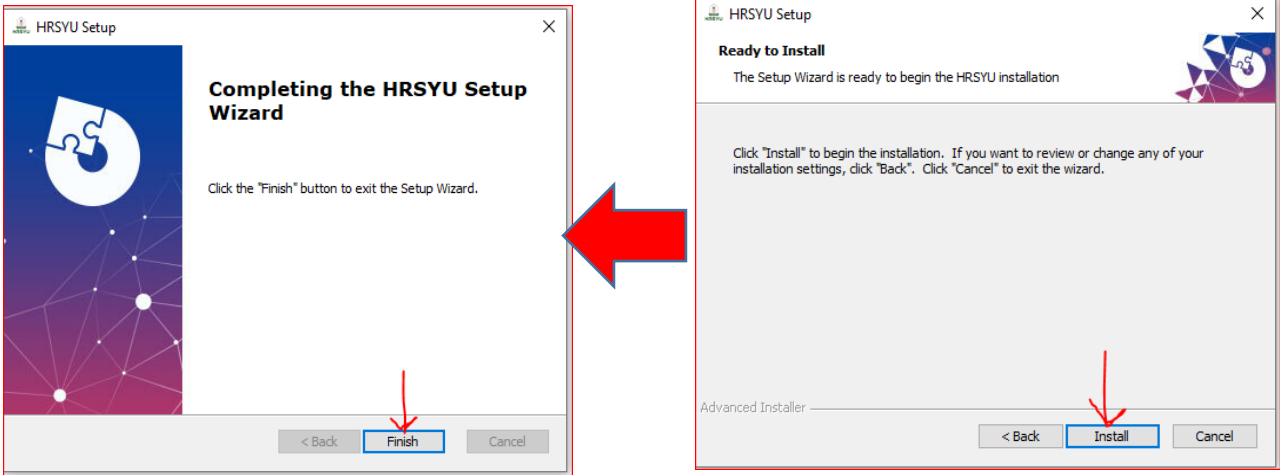 HRSYU Setup
Completing the HRSYU Setup
Wizard
Click the "Finish" button to exit the Setup Wizard.
< Back
Finish
Cancel
HRSYU Setup
Ready to Install
The Setup Wizard is ready to begin the HRSYU installation
Click "Install" to begin the installation. If you want to review or change any of your
installation settings, click "Back". Click "Cancel" to exit the wizard.
Advanced Installer
< Back
Install
Cancel